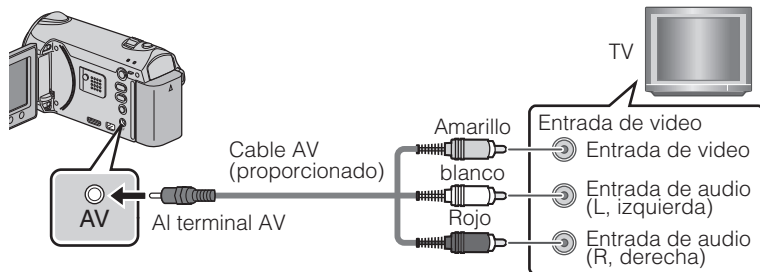 TV
Amarillo
Cable AV
(proporcionado)
blanco
Al terminal AV
Rojo
AV
Entrada de video
Entrada de video
Entrada de audio
(L, izquierda)
Entrada de audio
(R, derecha)